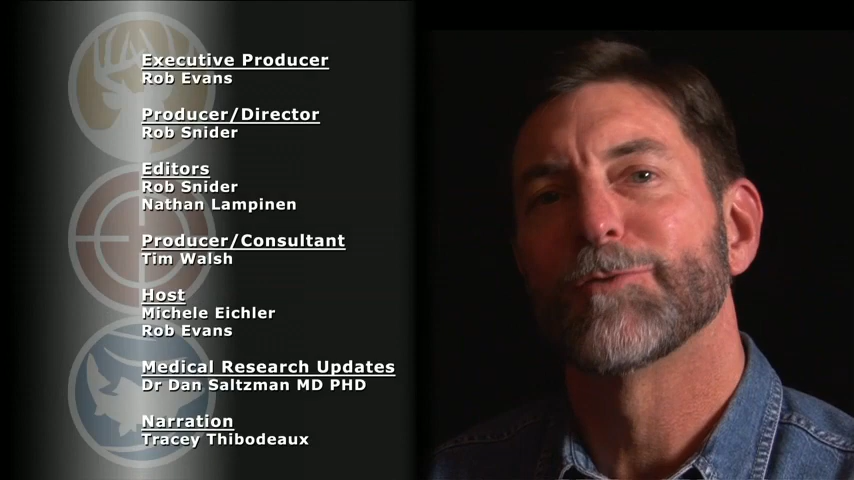 Executive Producer
Rob Evans
Producer/Director
Rob Snider
Editors
Rob Snider
Nathan Lampinen
Producer/Consultant
Tim Walsh
Host
Michele Eichler
Rob Evans
Medical Research Updates
Dr Dan Saltzman MD PHD
Narration
Tracey Thibodeaux